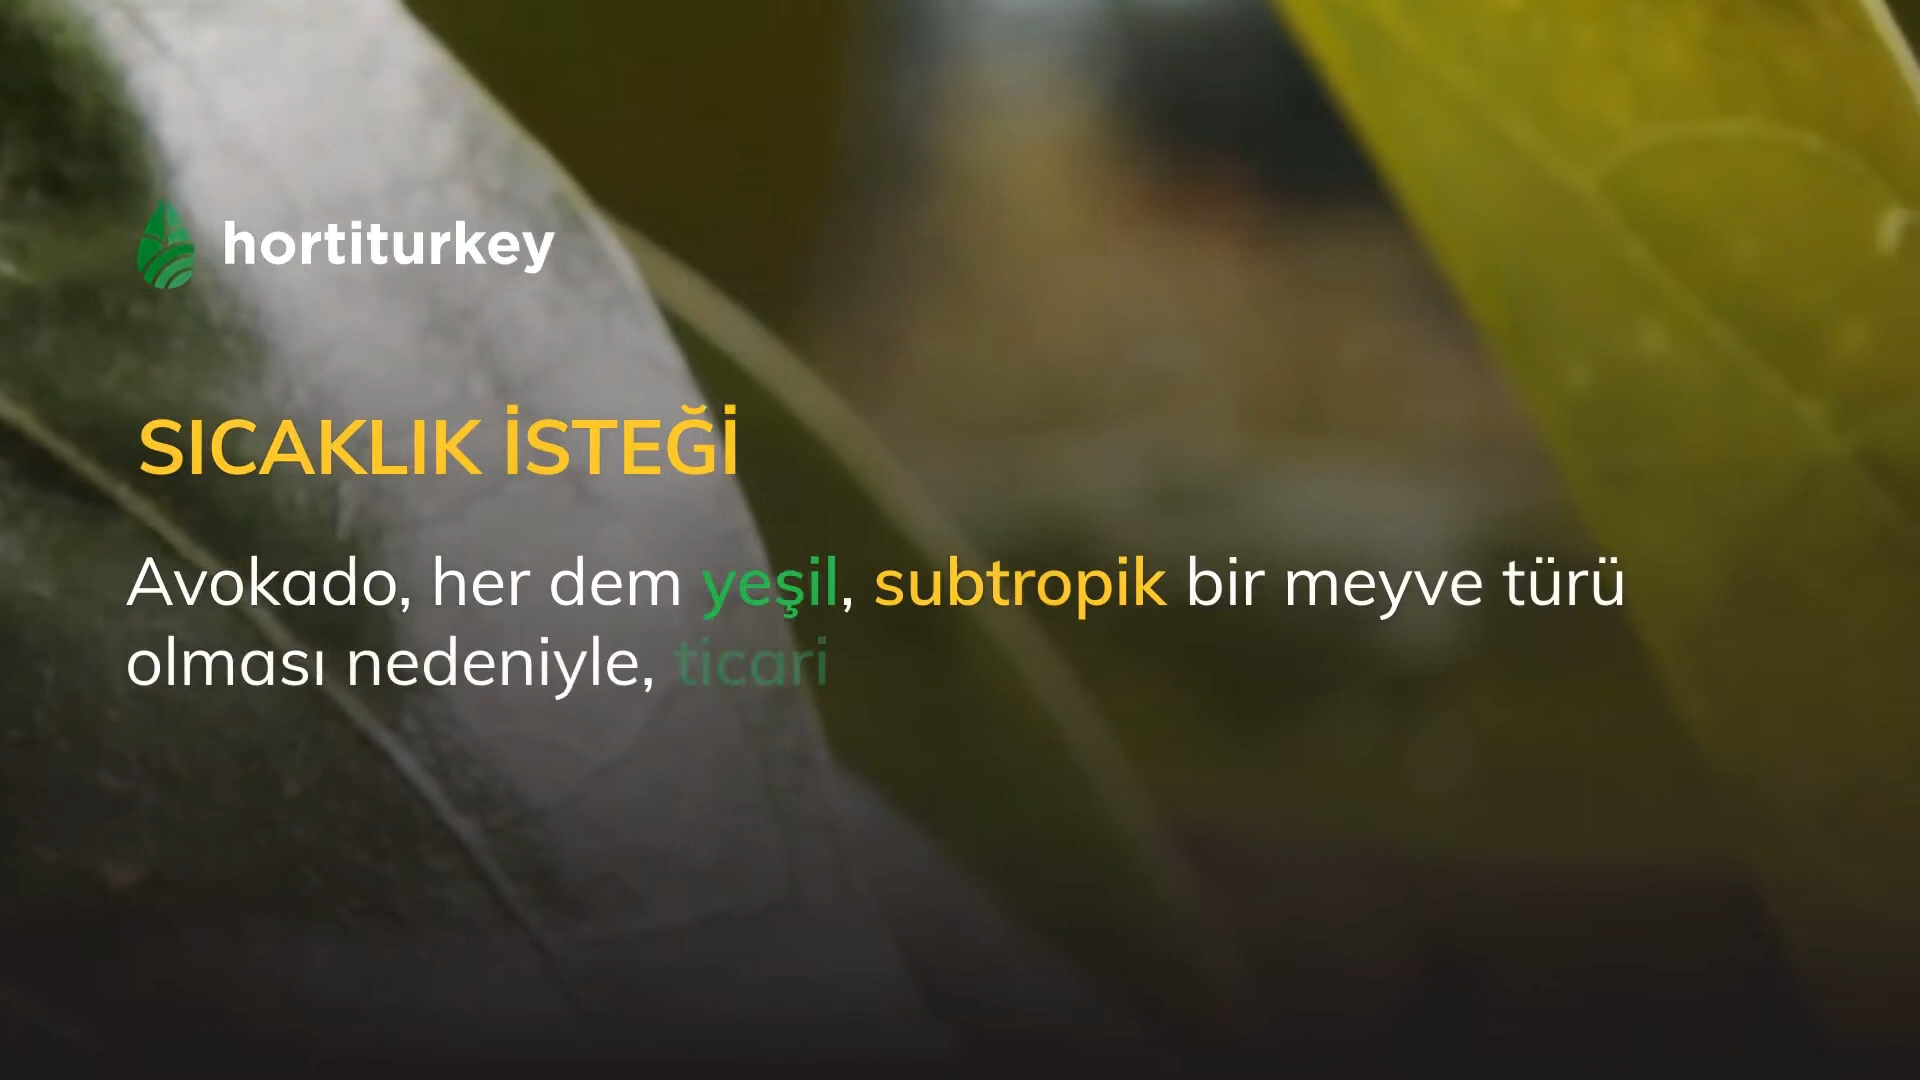 hortiturkey
SICAKLIK İSTEĞİ
Avokado, her dem yeşil, subtropik bir meyve türü
olması nedeniyle, ticari